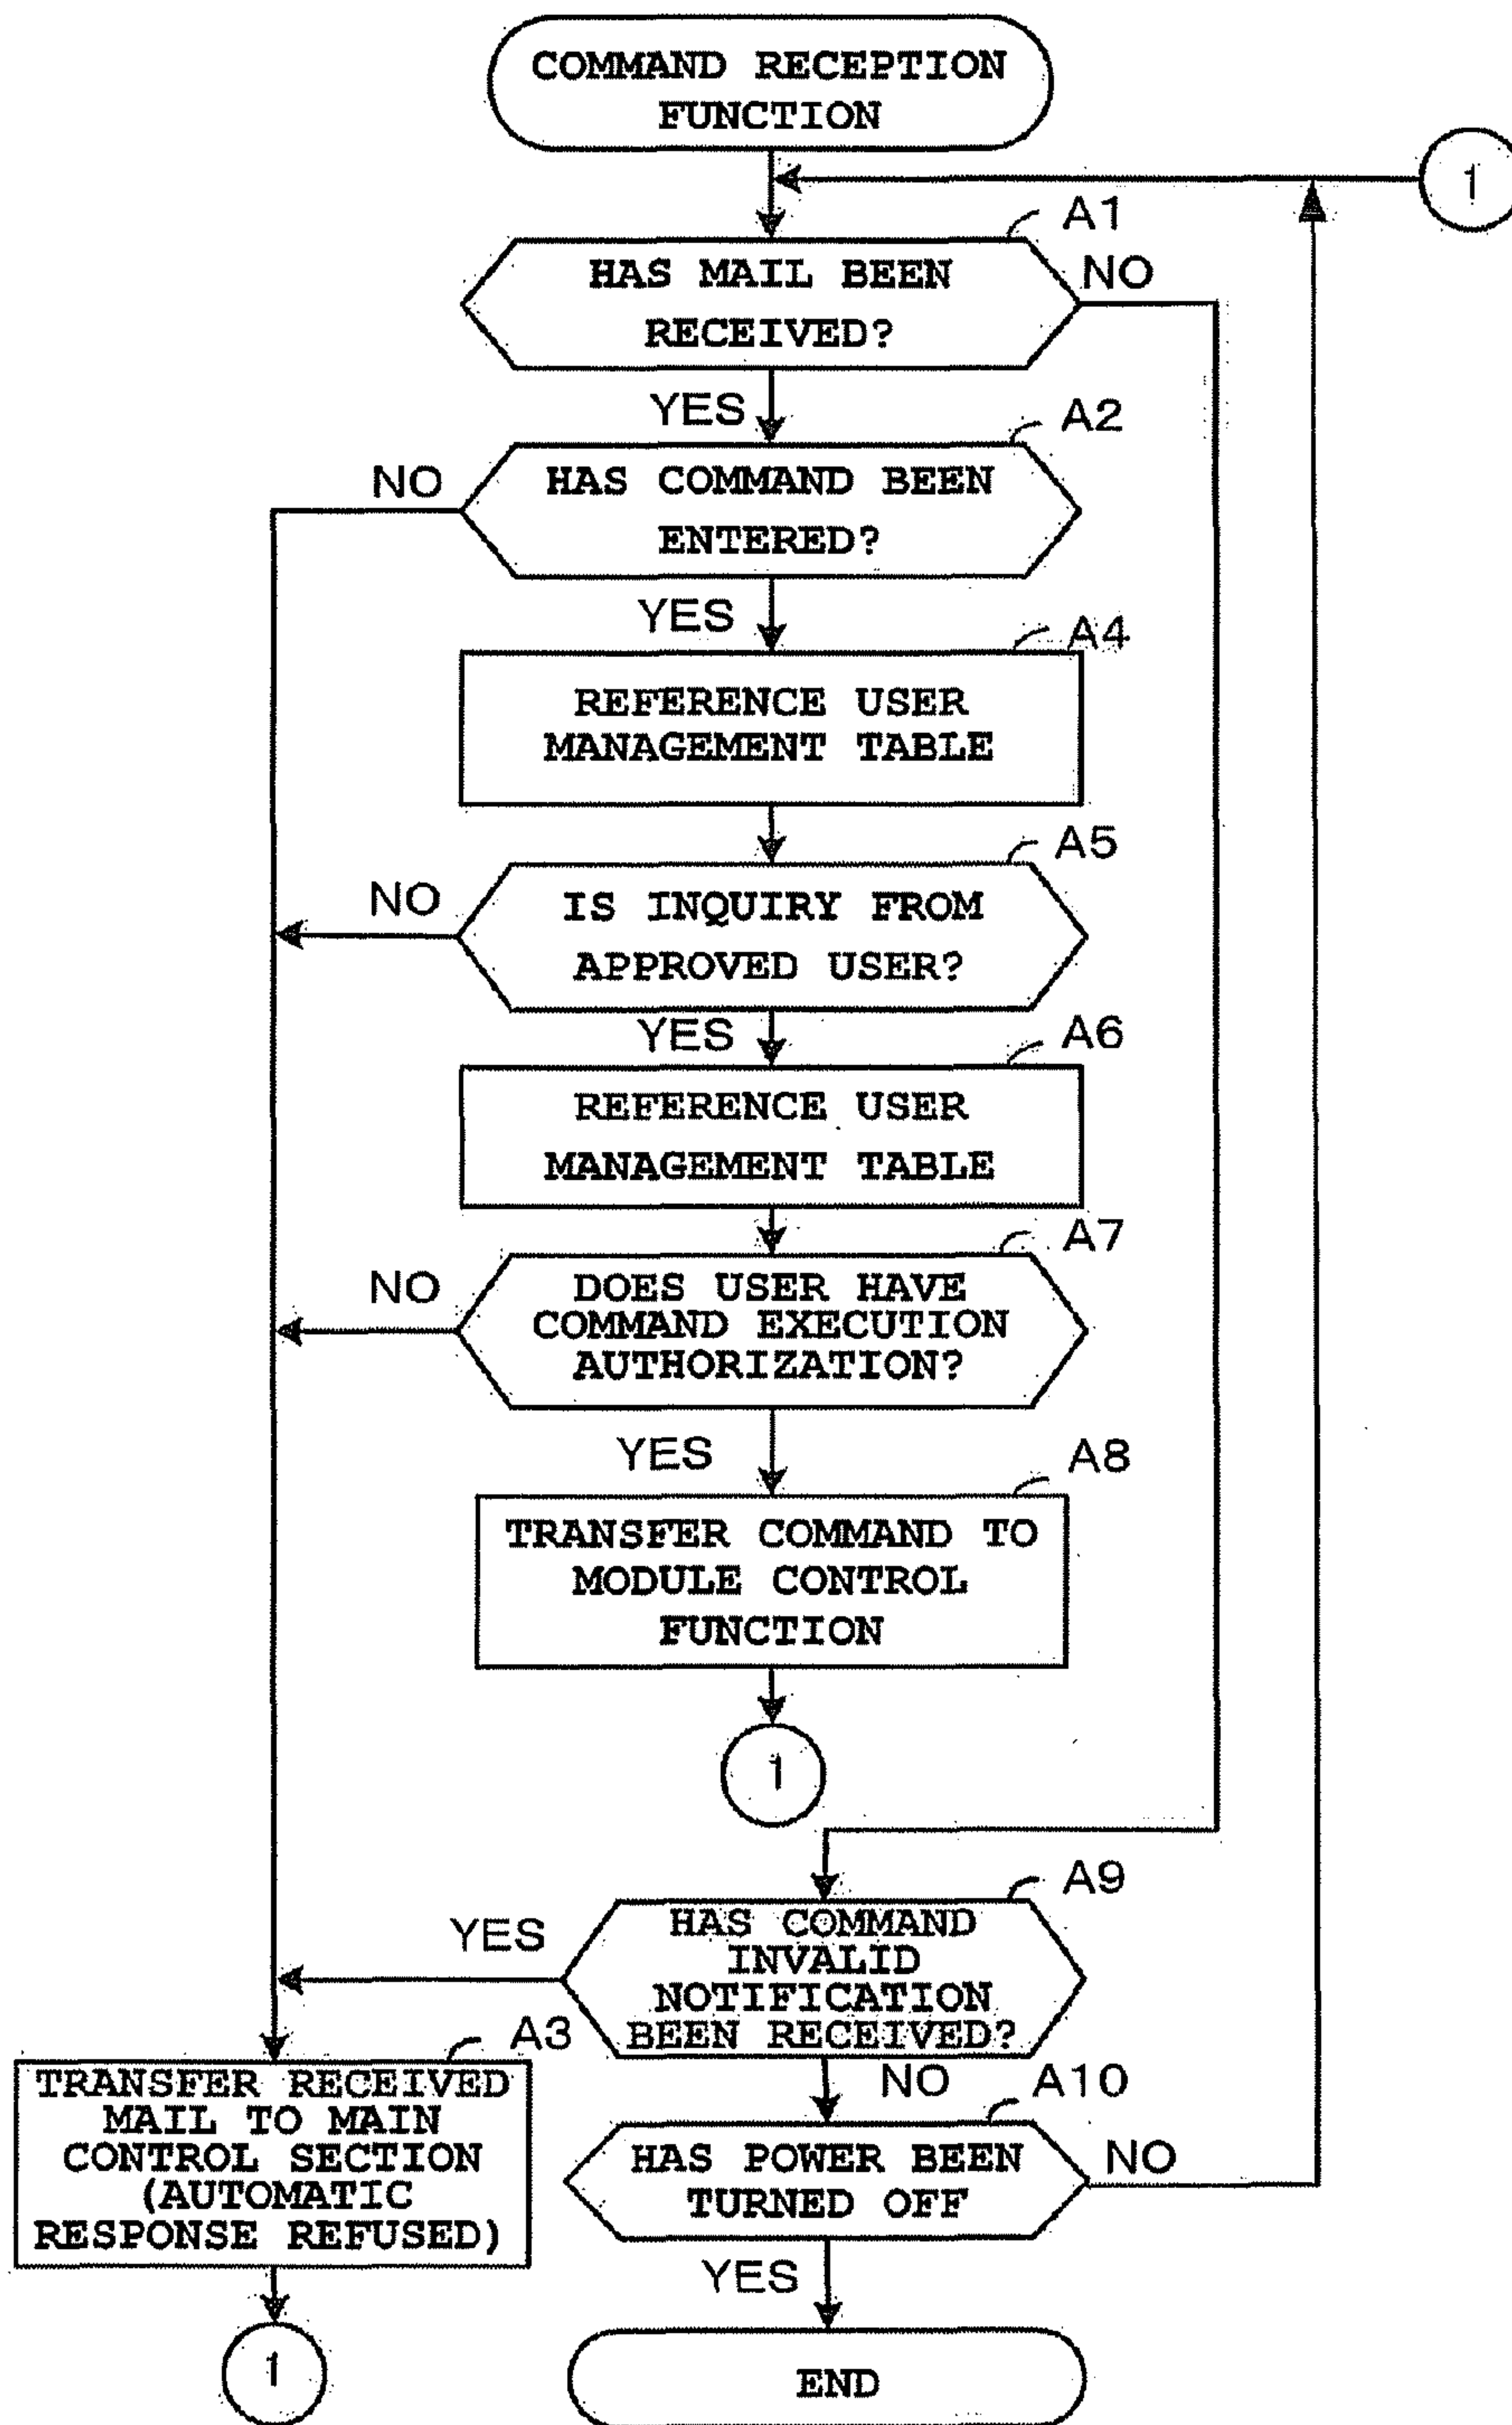 COMMAND RECEPTION
FUNCTION
1
A1
HAS MAIL BEEN
RECEIVED?
NO
YES
A2
HAS COMMAND BEEN
ENTERED?
NO
YES
A4
REFERENCE USER
MANAGEMENT TABLE
A5
IS INQUIRY FROM
APPROVED USER?
NO
YES
A6
REFERENCE USER
MANAGEMENT TABLE
A7
DOES USER HAVE
COMMAND EXECUTION
AUTHORIZATION?
NO
YES
A8
TRANSFER COMMAND TO
MODULE CONTROL
FUNCTION
1
A9
HAS COMMAND
INVALID
NOTIFICATION
BEEN RECEIVED?
YES
NO
A3
TRANSFER RECEIVED
MAIL TO MAIN
CONTROL SECTION
(AUTOMATIC
RESPONSE REFUSED)
1
A10
HAS POWER BEEN
TURNED OFF
NO
YES
END